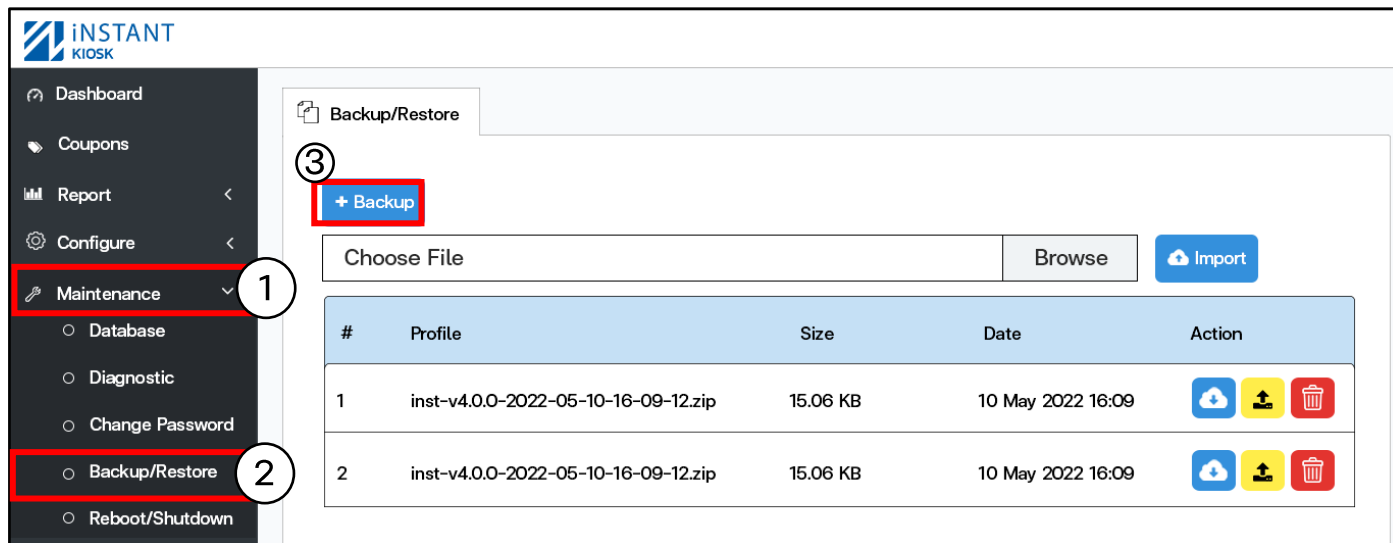 iNSTANT
KIOSK
Dashboard
Coupons
Report
Configure
Maintenance
1
Database
Diagnostic
Change Password
Backup/Restore
2
Reboot/Shutdown
Backup/Restore
3
+ Backup
Choose File Browse Import
# Profile Size Date Action
1 inst-v4.0.0-2022-05-10-16-09-12.zip 15.06 KB 10 May 2022 16:09
2 inst-v4.0.0-2022-05-10-16-09-12.zip 15.06 KB 10 May 2022 16:09